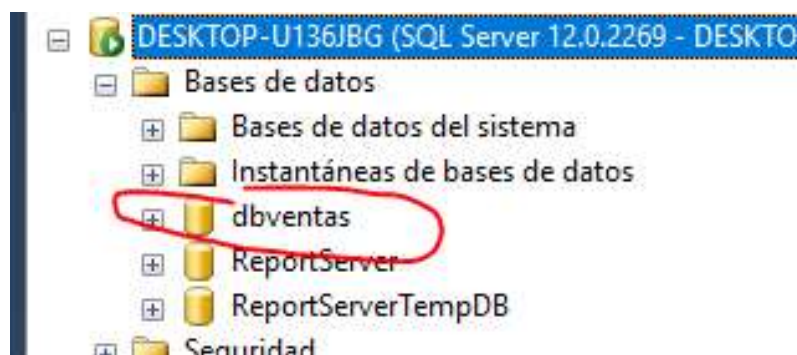 DESKTOP-U136JBG (SQL Server 12.0.2269 - DESKTO
Bases de datos
Bases de datos del sistema
Instantáneas de bases de datos
dbventas
ReportServer
ReportServerTempDB
Seguridad